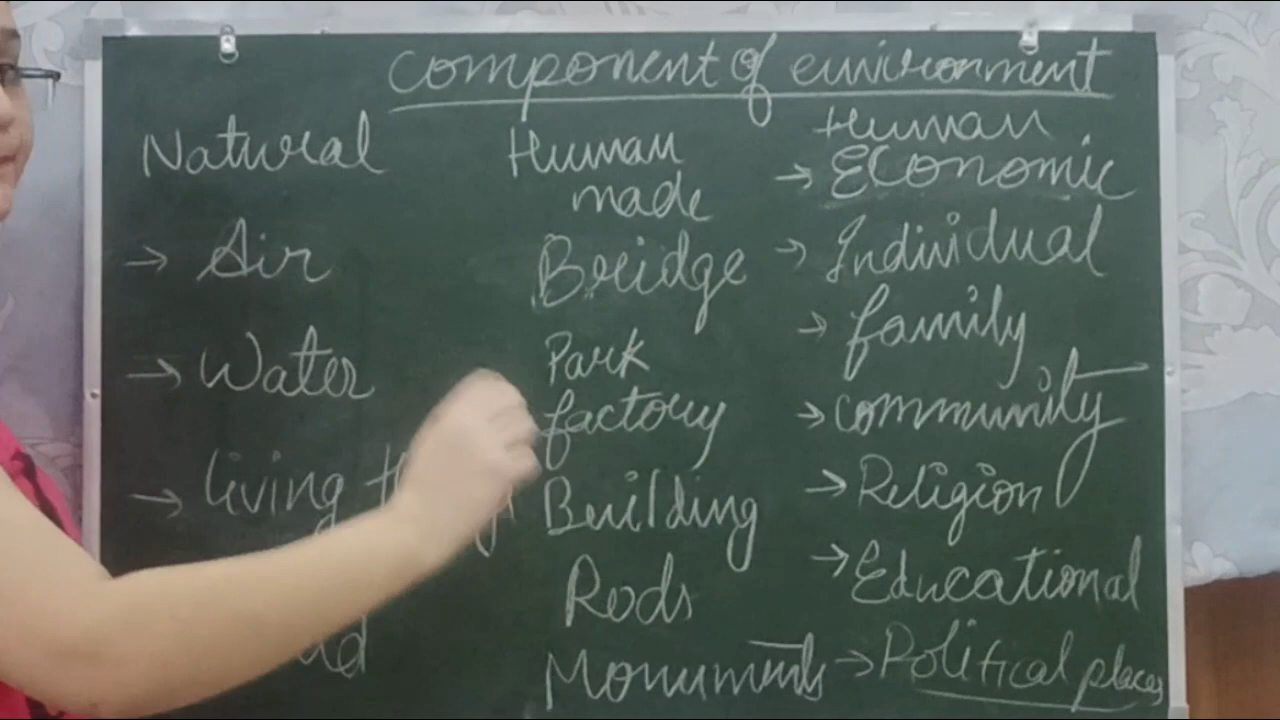 component of environment
Natural
→ Air
→ Water
→ living
Human
made
Bridge
Park
factory
Building
Rods
Monuments
Human
→ Economic
→ Individual
→ family
→ community
→ Religion
→ Educational
→ Political places